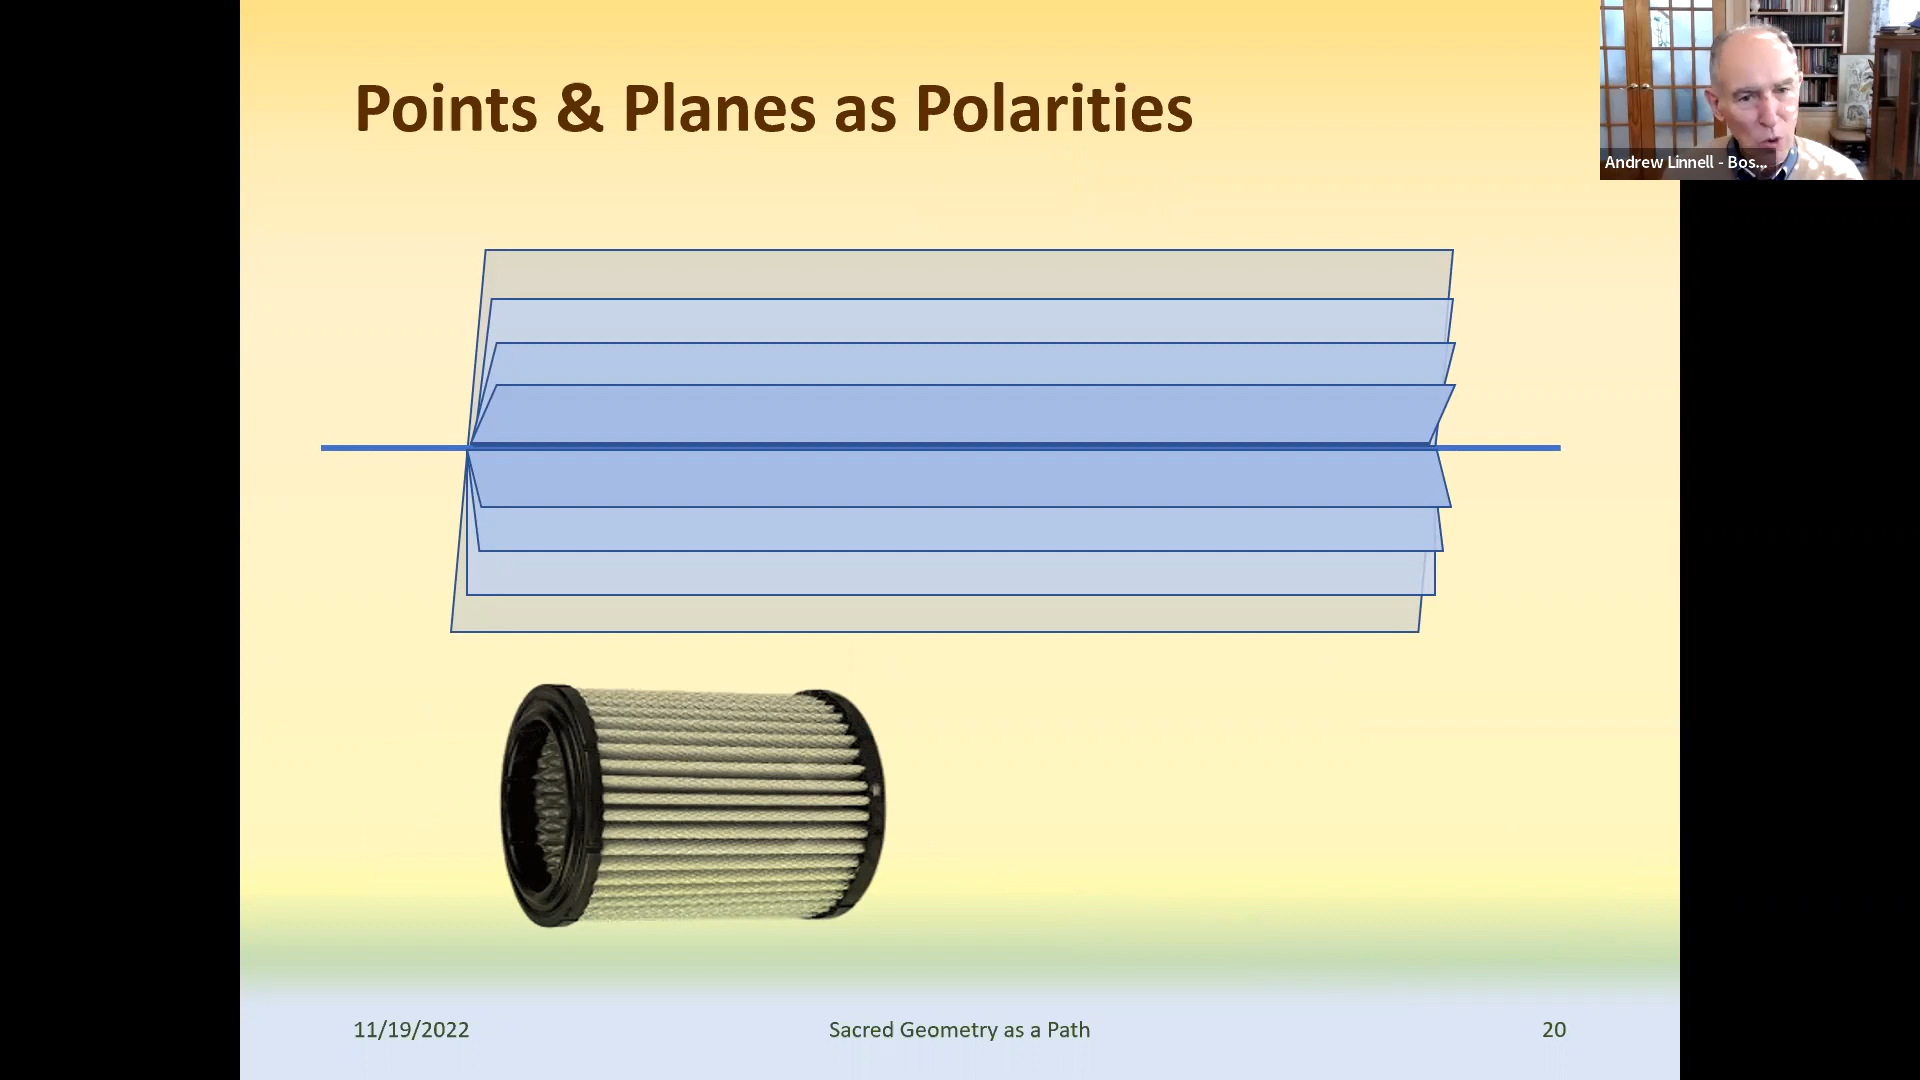 Points & Planes as Polarities
Andrew Linnell - Bos...
11/19/2022
Sacred Geometry as a Path
20